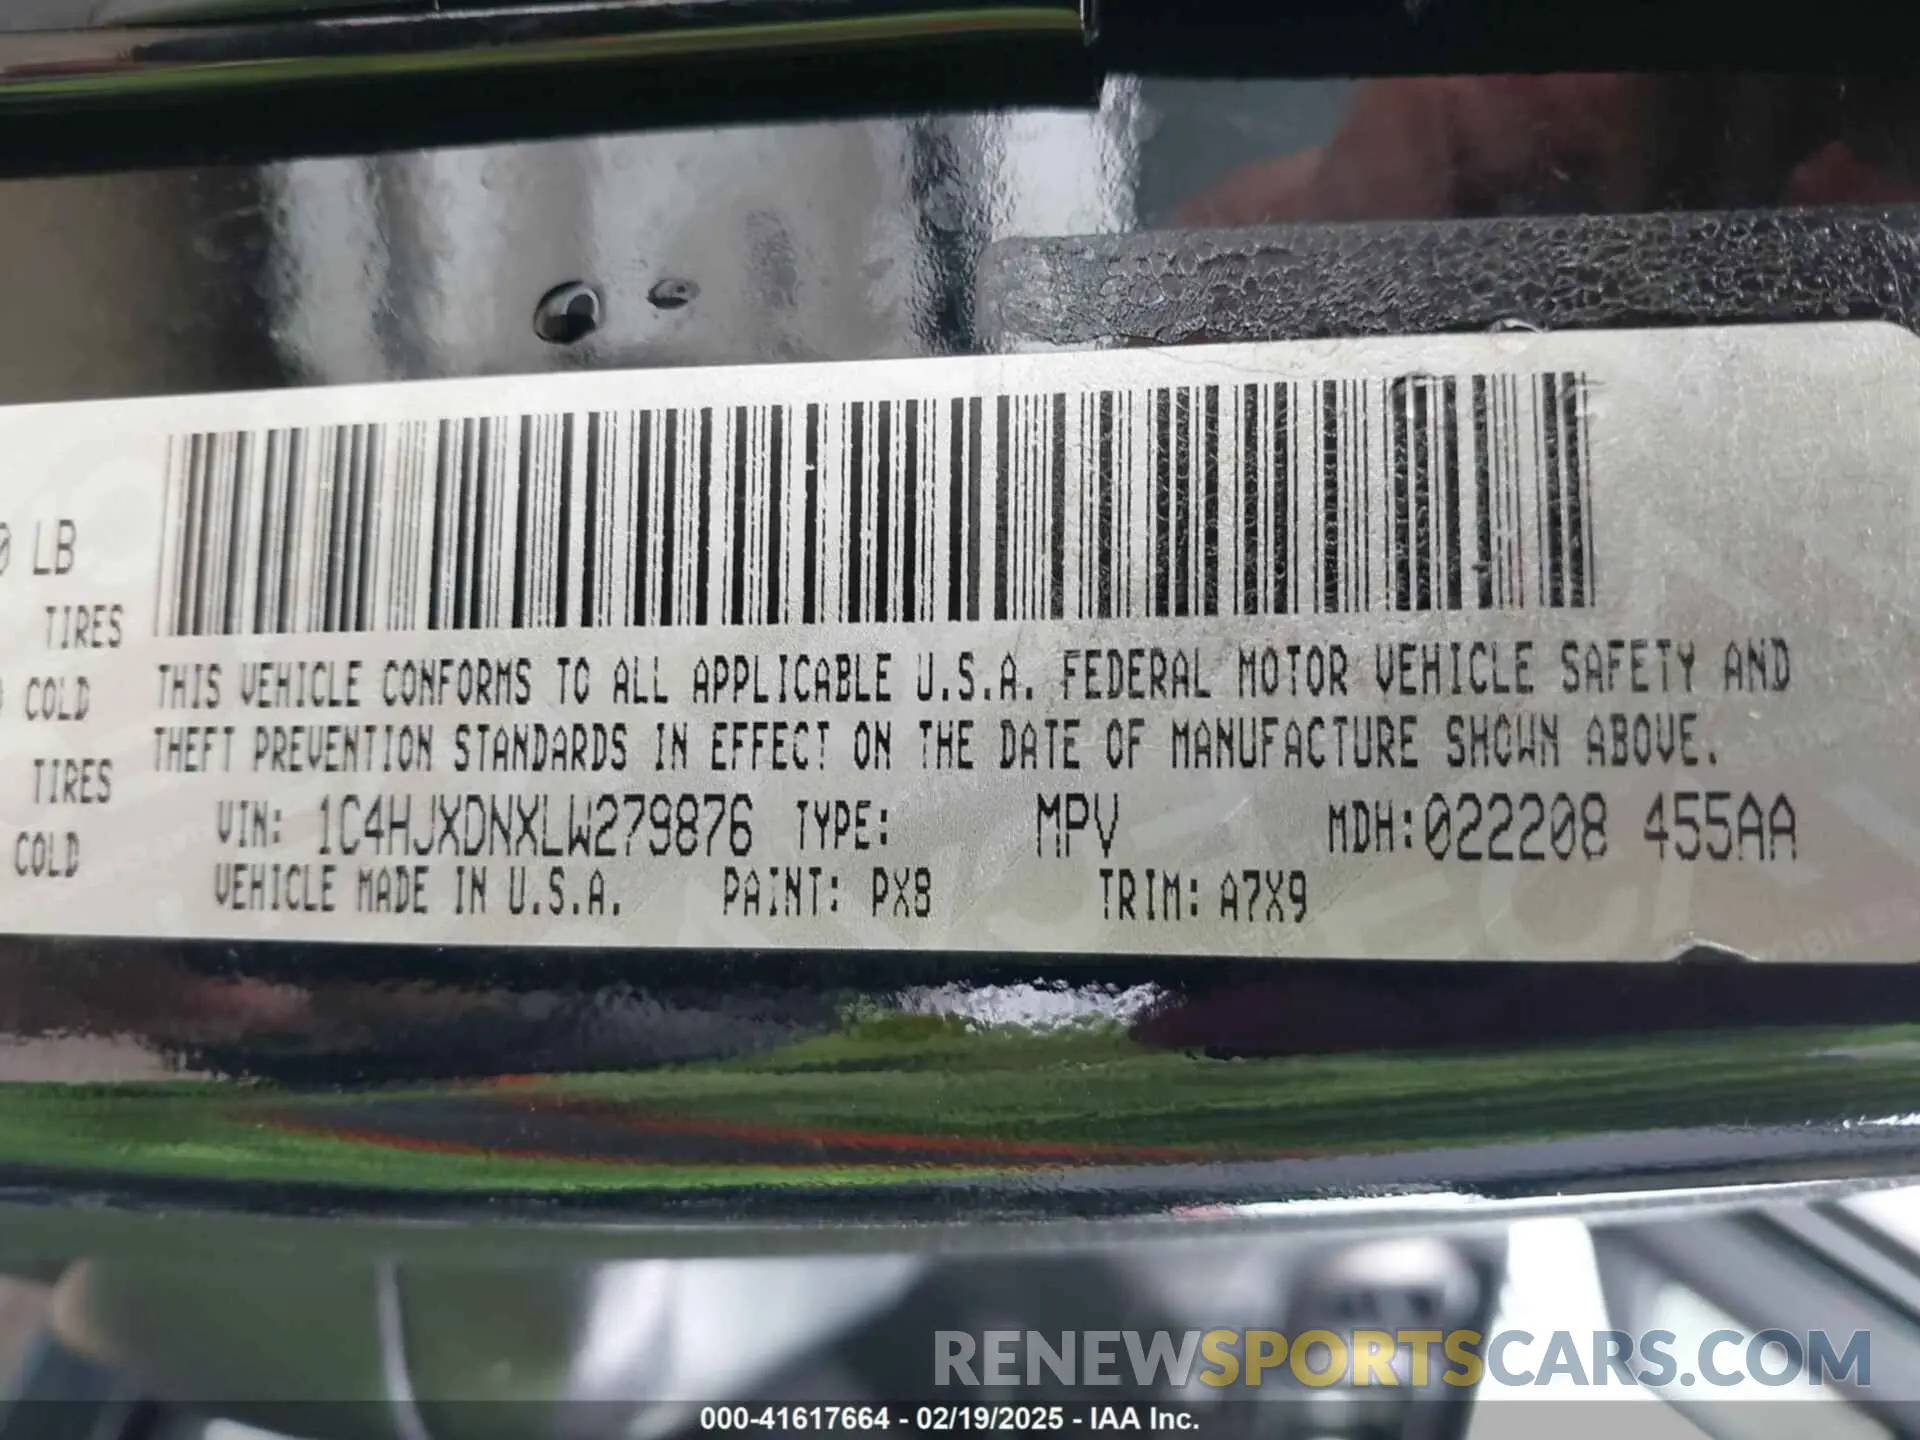 LB
TIRES
COLD
TIRES
COLD
THIS VEHICLE CONFORMS TO ALL APPLICABLE U.S.A. FEDERAL MOTOR VEHICLE SAFETY AND
THEFT PREVENTION STANDARDS IN EFFECT ON THE DATE OF MANUFACTURE SHOWN ABOVE.
VIN: 1C4HJXDNXLW279876 TYPE: MPV MDH:022208 455AA
VEHICLE MADE IN U.S.A. PAINT: PX8 TRIM: A7X9
RENEWSPORTSCARS.COM
000-41617664 - 02/19/2025 - IAA Inc.